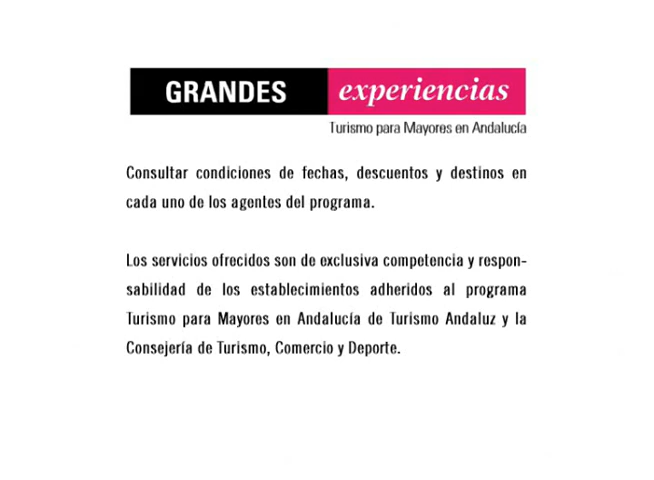 GRANDES experiencias
Turismo para Mayores en Andalucía
Consultar condiciones de fechas, descuentos y destinos en
cada uno de los agentes del programa.
Los servicios ofrecidos son de exclusiva competencia y respon-
sabilidad de los establecimientos adheridos al programa
Turismo para Mayores en Andalucía de Turismo Andaluz y la
Consejería de Turismo, Comercio y Deporte.